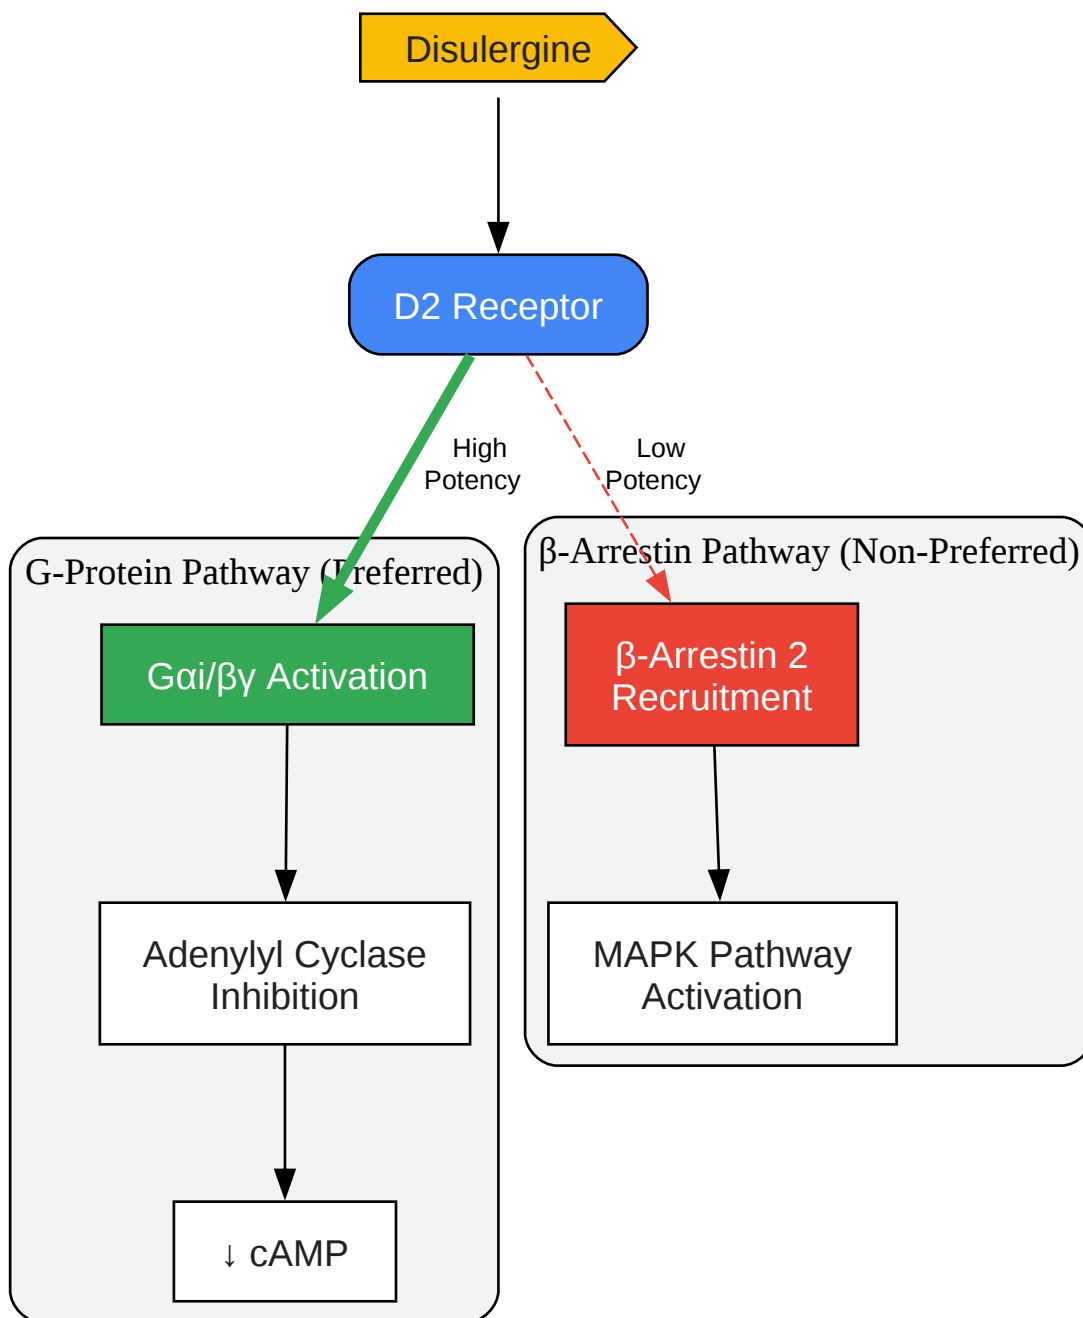 Disulergine
D2 Receptor
High
Potency
Low
Potency
G-Protein Pathway (Preferred)
β-Arrestin Pathway (Non-Preferred)
Gαi/βγ Activation
β-Arrestin 2
Recruitment
Adenylyl Cyclase
Inhibition
MAPK Pathway
Activation
↓ cAMP